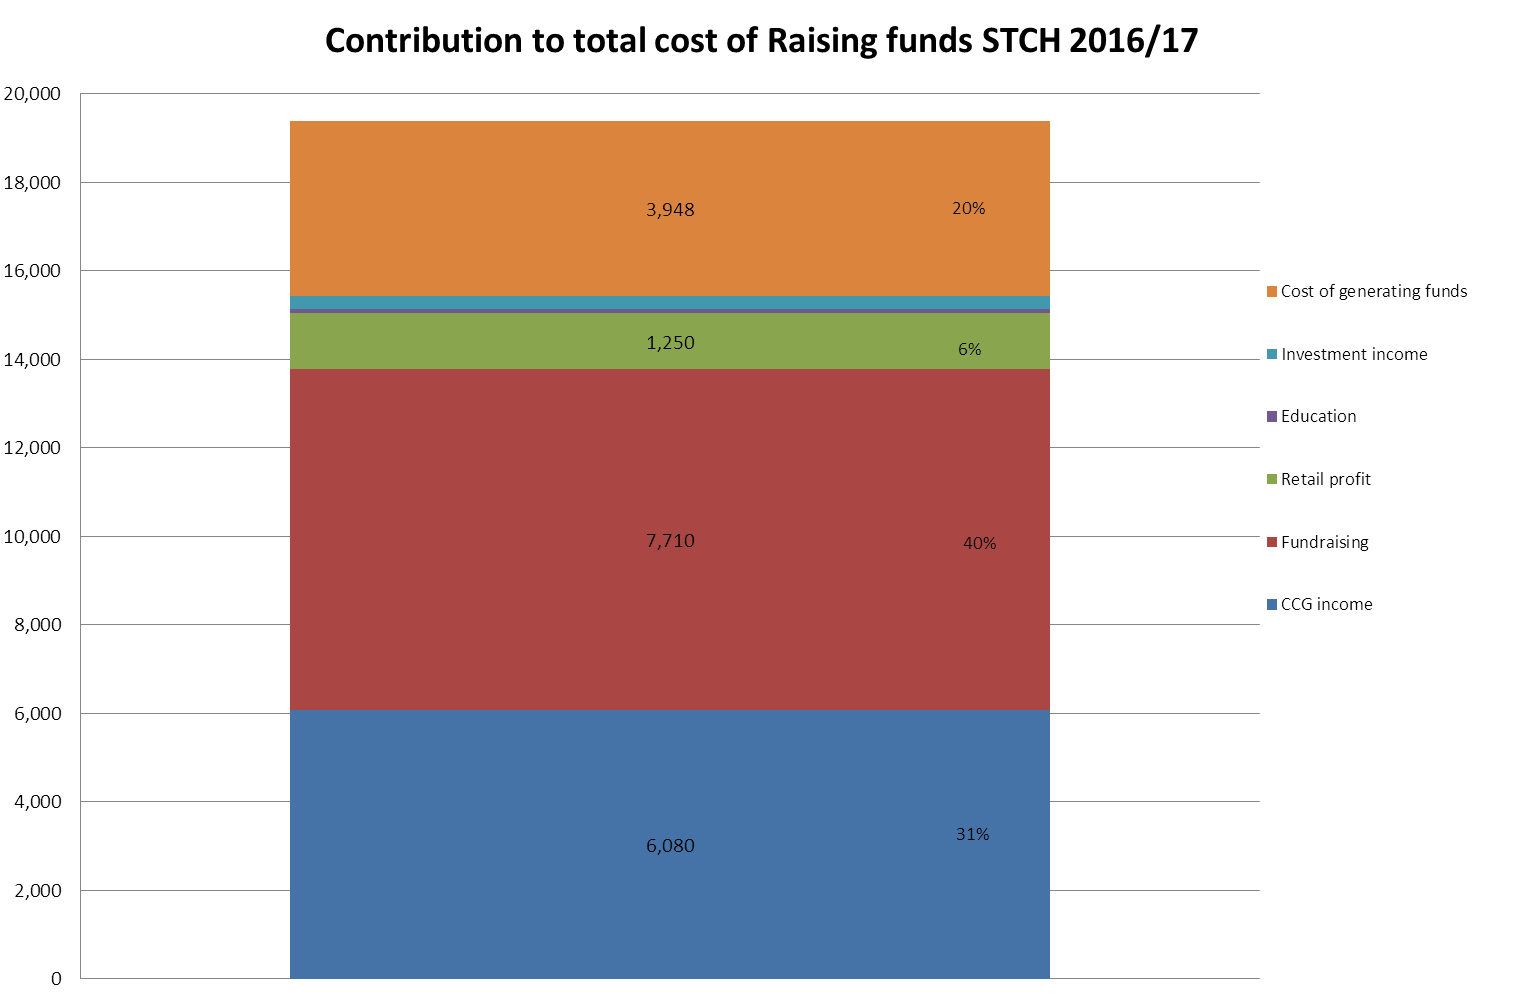 Contribution to total cost of Raising funds STCH 2016/17
20,000
18,000
16,000
14,000
12,000
10,000
8,000
6,000
4,000
2,000
0
3,948 20%
1,250 6%
7,710 40%
6,080 31%
Cost of generating funds
Investment income
Education
Retail profit
Fundraising
CCG income